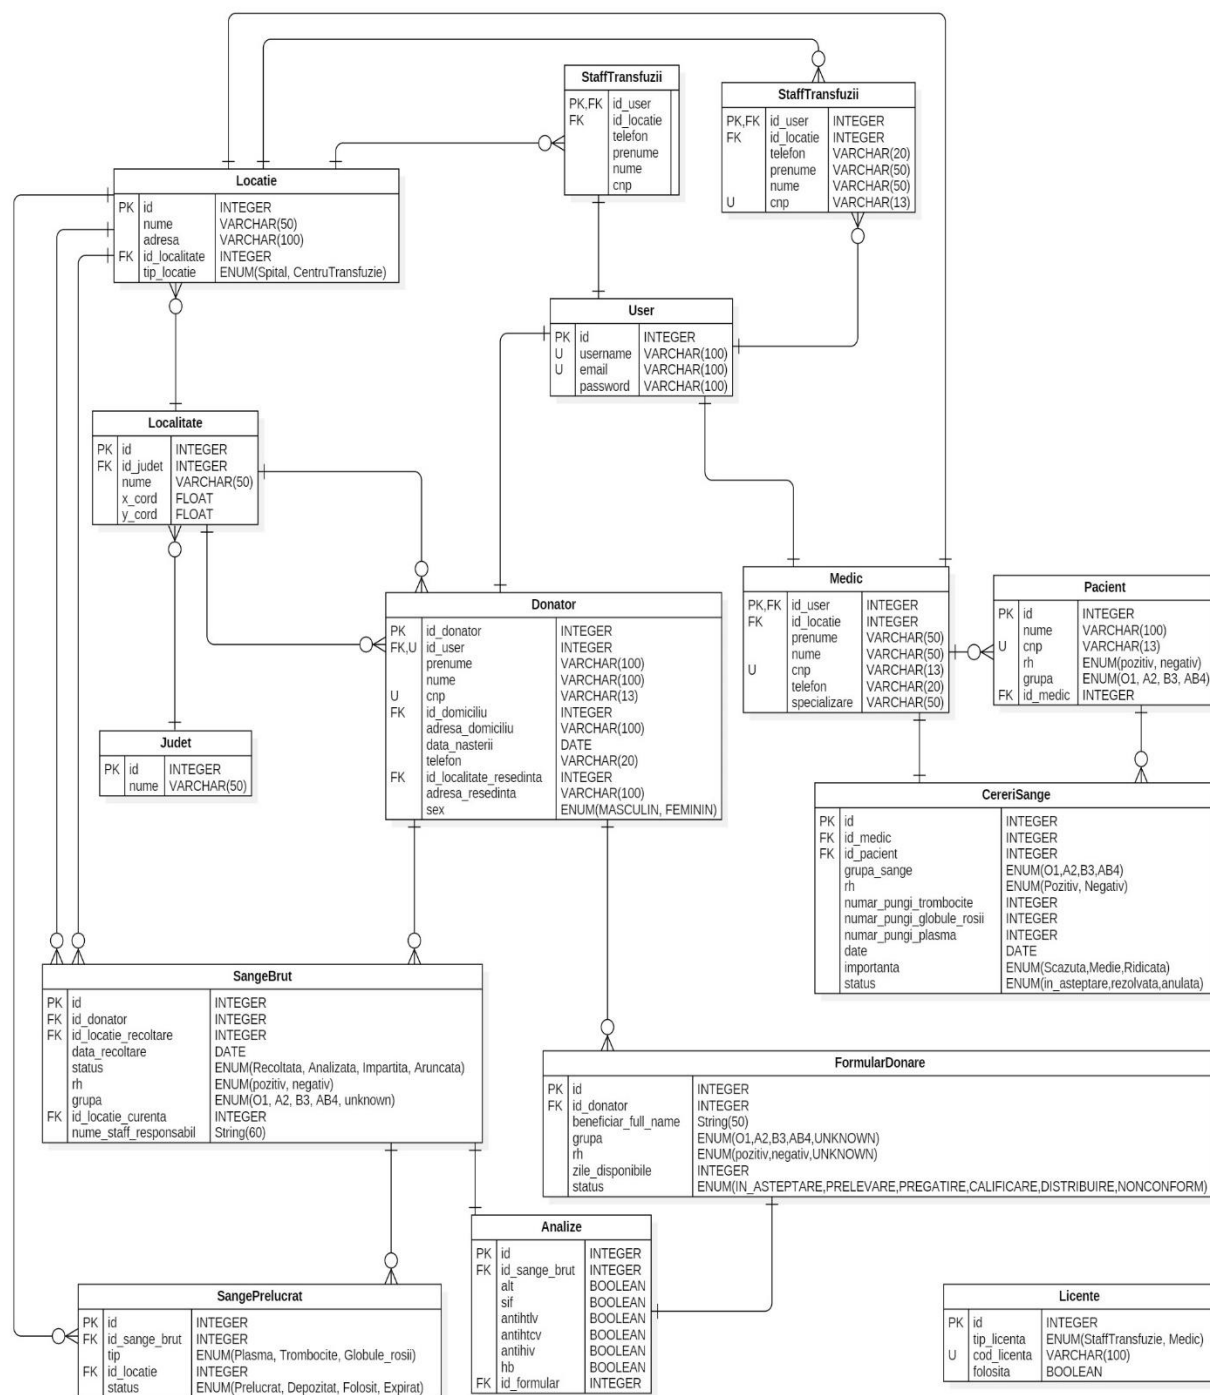 StaffTransfuzii
PK,FK id_user
FK id_locatie
telefon
prenume
nume
cnp
StaffTransfuzii
PK,FK id_user INTEGER
FK id_locatie INTEGER
telefon VARCHAR(20)
prenume VARCHAR(50)
nume VARCHAR(50)
U cnp VARCHAR(13)
Locatie
PK id INTEGER
nume VARCHAR(50)
adresa VARCHAR(100)
FK id_localitate INTEGER
tip_locatie ENUM(Spital, CentruTransfuzie)
User
PK id INTEGER
U username VARCHAR(100)
U email VARCHAR(100)
password VARCHAR(100)
Localitate
PK id INTEGER
FK id_judet INTEGER
nume VARCHAR(50)
x_cord FLOAT
y_cord FLOAT
Medic
PK,FK id_user INTEGER
FK id_locatie INTEGER
prenume VARCHAR(50)
nume VARCHAR(50)
U cnp VARCHAR(13)
telefon VARCHAR(20)
specializare VARCHAR(50)
Pacient
PK id INTEGER
nume VARCHAR(100)
U cnp VARCHAR(13)
rh ENUM(pozitiv, negativ)
grupa ENUM(O1, A2, B3, AB4)
FK id_medic INTEGER
Donator
PK id_donator INTEGER
FK,U id_user INTEGER
prenume VARCHAR(100)
nume VARCHAR(100)
U cnp VARCHAR(13)
FK id_domiciliu INTEGER
adresa_domiciliu VARCHAR(100)
data_nasterii DATE
telefon VARCHAR(20)
FK id_localitate_resedinta INTEGER
adresa_resedinta VARCHAR(100)
sex ENUM(MASCULIN, FEMININ)
Judet
PK id INTEGER
nume VARCHAR(50)
CereriSange
PK id INTEGER
FK id_medic INTEGER
FK id_pacient INTEGER
grupa_sange ENUM(O1,A2,B3,AB4)
rh ENUM(Pozitiv, Negativ)
numar_pungi_trombocite INTEGER
numar_pungi_globule_rosii INTEGER
numar_pungi_plasma INTEGER
date DATE
importanta ENUM(Scazuta,Medie,Ridicata)
status ENUM(in_asteptare,rezolvata,anulata)
SangeBrut
PK id INTEGER
FK id_donator INTEGER
FK id_locatie_recoltare INTEGER
data_recoltare DATE
status ENUM(Recoltata, Analizata, Impartita, Aruncata)
rh ENUM(pozitiv, negativ)
grupa ENUM(O1, A2, B3, AB4, unknown)
FK id_locatie_curenta INTEGER
nume_staff_responsabil String(60)
FormularDonare
PK id INTEGER
FK id_donator INTEGER
beneficiar_full_name String(50)
grupa ENUM(O1,A2,B3,AB4,UNKNOWN)
rh ENUM(pozitiv,negativ,UNKNOWN)
zile_disponibile INTEGER
status ENUM(IN_ASTEPTARE,PRELEVARE,PREGATIRE,CALIFICARE,DISTRIBUIRE,NONCONFORM)
Analize
PK id INTEGER
FK id_sange_brut INTEGER
alt BOOLEAN
sif BOOLEAN
antihtlv BOOLEAN
antihtcv BOOLEAN
antihiv BOOLEAN
hb BOOLEAN
FK id_formular INTEGER
SangePrelucrat
PK id INTEGER
FK id_sange_brut INTEGER
tip ENUM(Plasma, Trombocite, Globule_rosii)
FK id_locatie INTEGER
status ENUM(Prelucrat, Depozitat, Folosit, Expirat)
Licente
PK id INTEGER
tip_licenta ENUM(StaffTransfuzie, Medic)
U cod_licenta VARCHAR(100)
folosita BOOLEAN